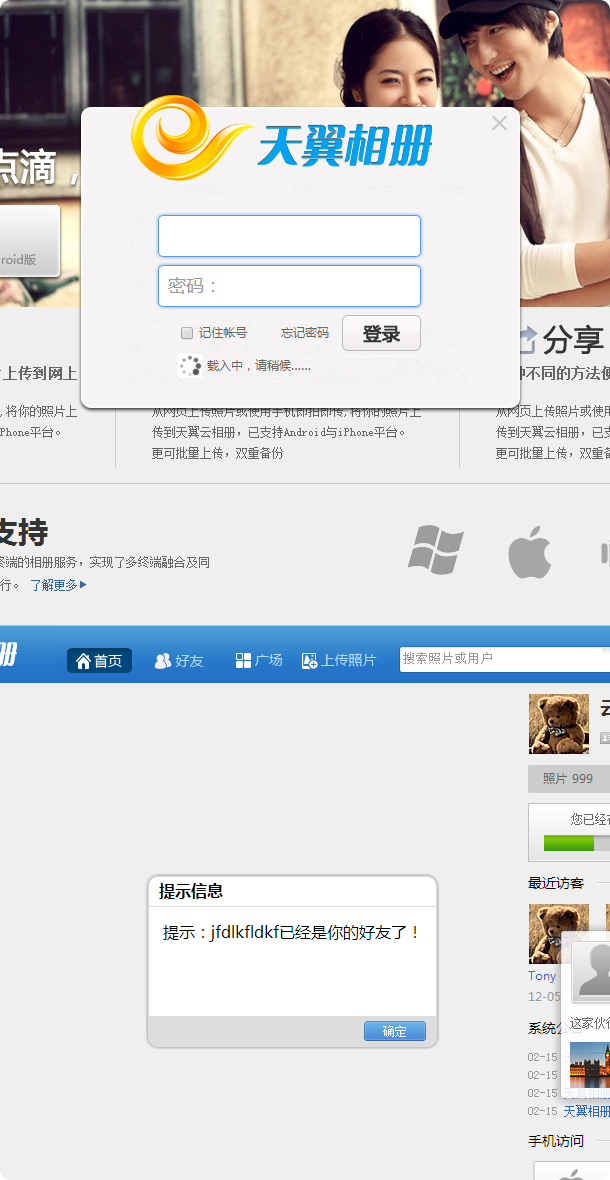 天翼相册
点滴，
roid版
密码：
记住帐号
忘记密码
登录
载入中，请稍候......
分享
上传到网上
不同的方法便
，将你的照片上
Phone平台。
从网页上传照片或使用手机即拍即传，将你的照片上
传到天翼云相册，已支持Android与iPhone平台。
更可批量上传，双重备份
从网页上传照片或使用
传到天翼云相册，已支
更可批量上传，双重备
支持
终端的相册服务，实现了多终端融合及同
行。 了解更多
册
首页
好友
广场
上传照片
搜索照片或用户
云
照片 999
您已经在
最近访客
Tony
12-05
系统公
这家伙很
02-15
02-15
02-15 天翼相册
02-15 天翼相册
手机访问
提示信息
提示：jfdlkfldkf已经是你的好友了！
确定